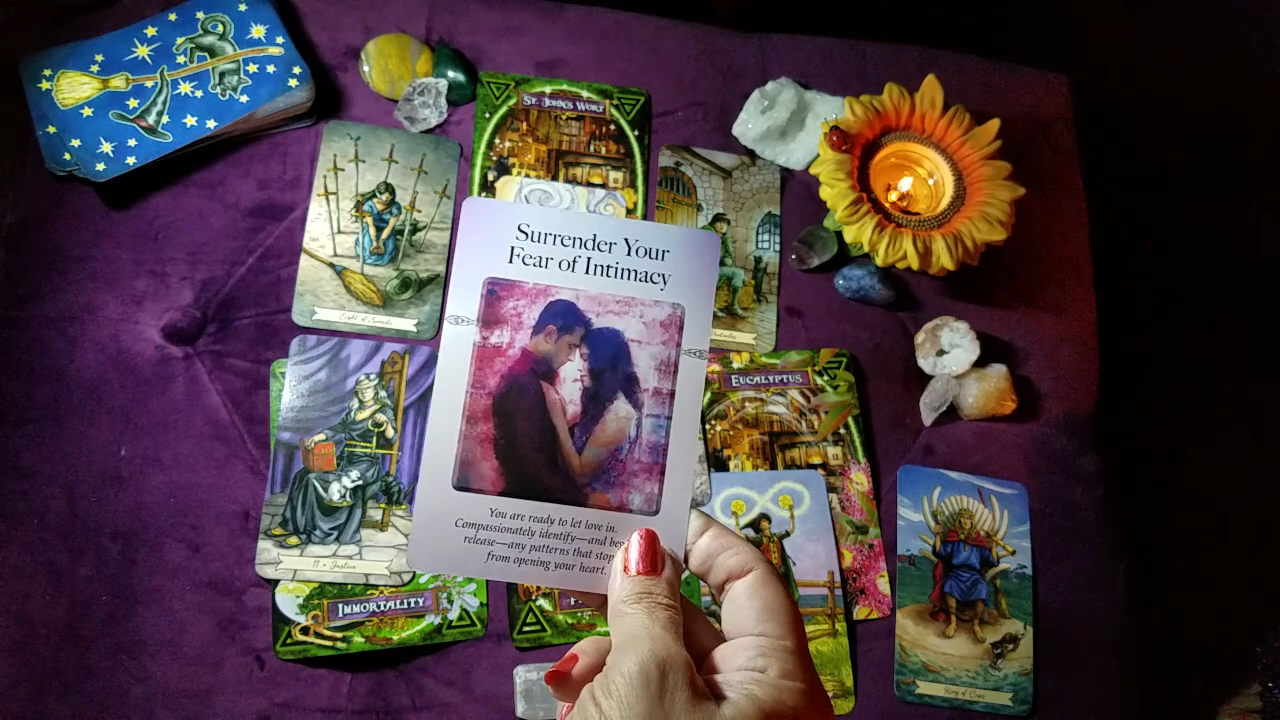 St. John's Wort
Eight of Swords
Surrender Your
Fear of Intimacy
Eucalyptus
You are ready to let love in.
Compassionately identify—and
release—any patterns that stop
from opening your heart.
11 • Justice
Immortality
King of Cups